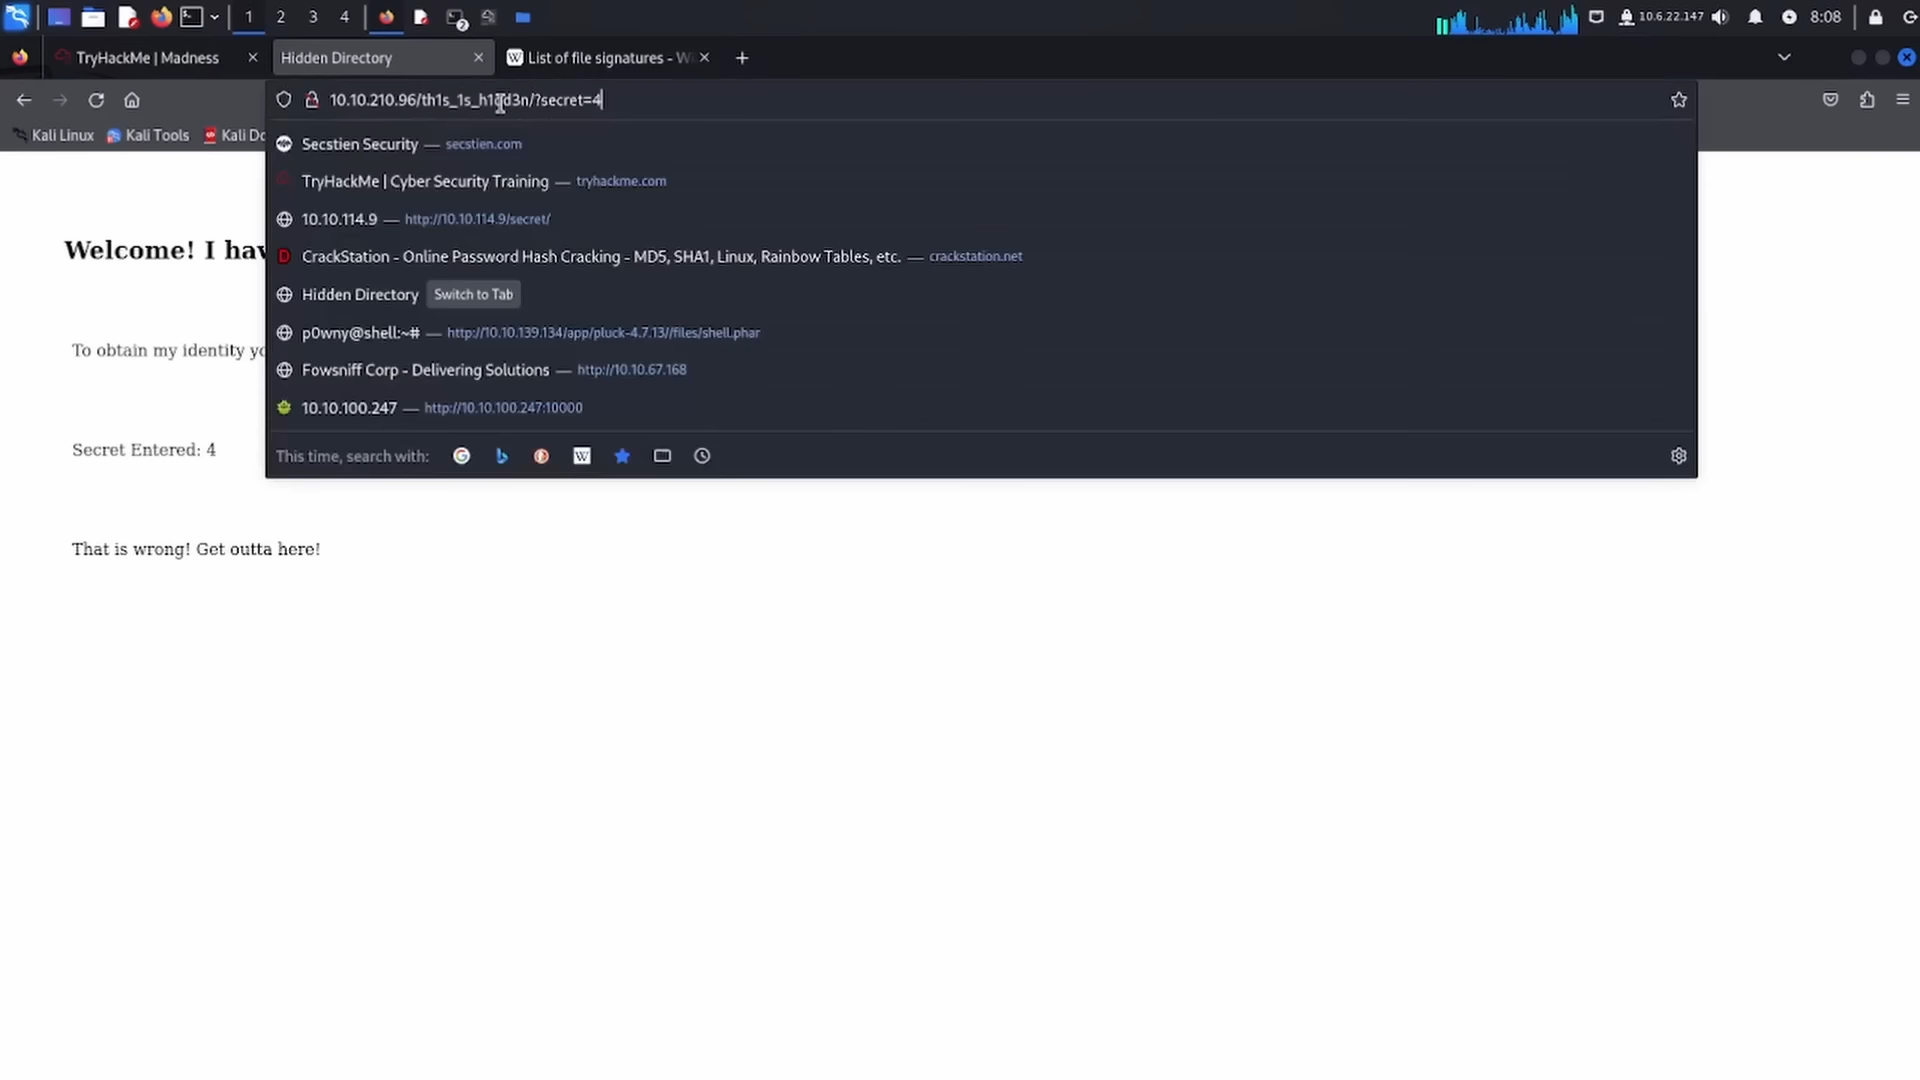 1 2 3 4 2 10.6.22.147 8:08
TryHackMe | Madness Hidden Directory List of file signatures - W
10.10.210.96/th1s_1s_h1dd3n/?secret=4
Kali Linux Kali Tools Kali Do
Secstien Security — secstien.com
TryHackMe | Cyber Security Training — tryhackme.com
10.10.114.9 — http://10.10.114.9/secret/
CrackStation - Online Password Hash Cracking - MD5, SHA1, Linux, Rainbow Tables, etc. — crackstation.net
Hidden Directory Switch to Tab
p0wny@shell:~# — http://10.10.139.134/app/pluck-4.7.13//files/shell.phar
Fowsniff Corp - Delivering Solutions — http://10.10.67.168
10.10.100.247 — http://10.10.100.247:10000
This time, search with:
Welcome! I hav
To obtain my identity yo
Secret Entered: 4
That is wrong! Get outta here!